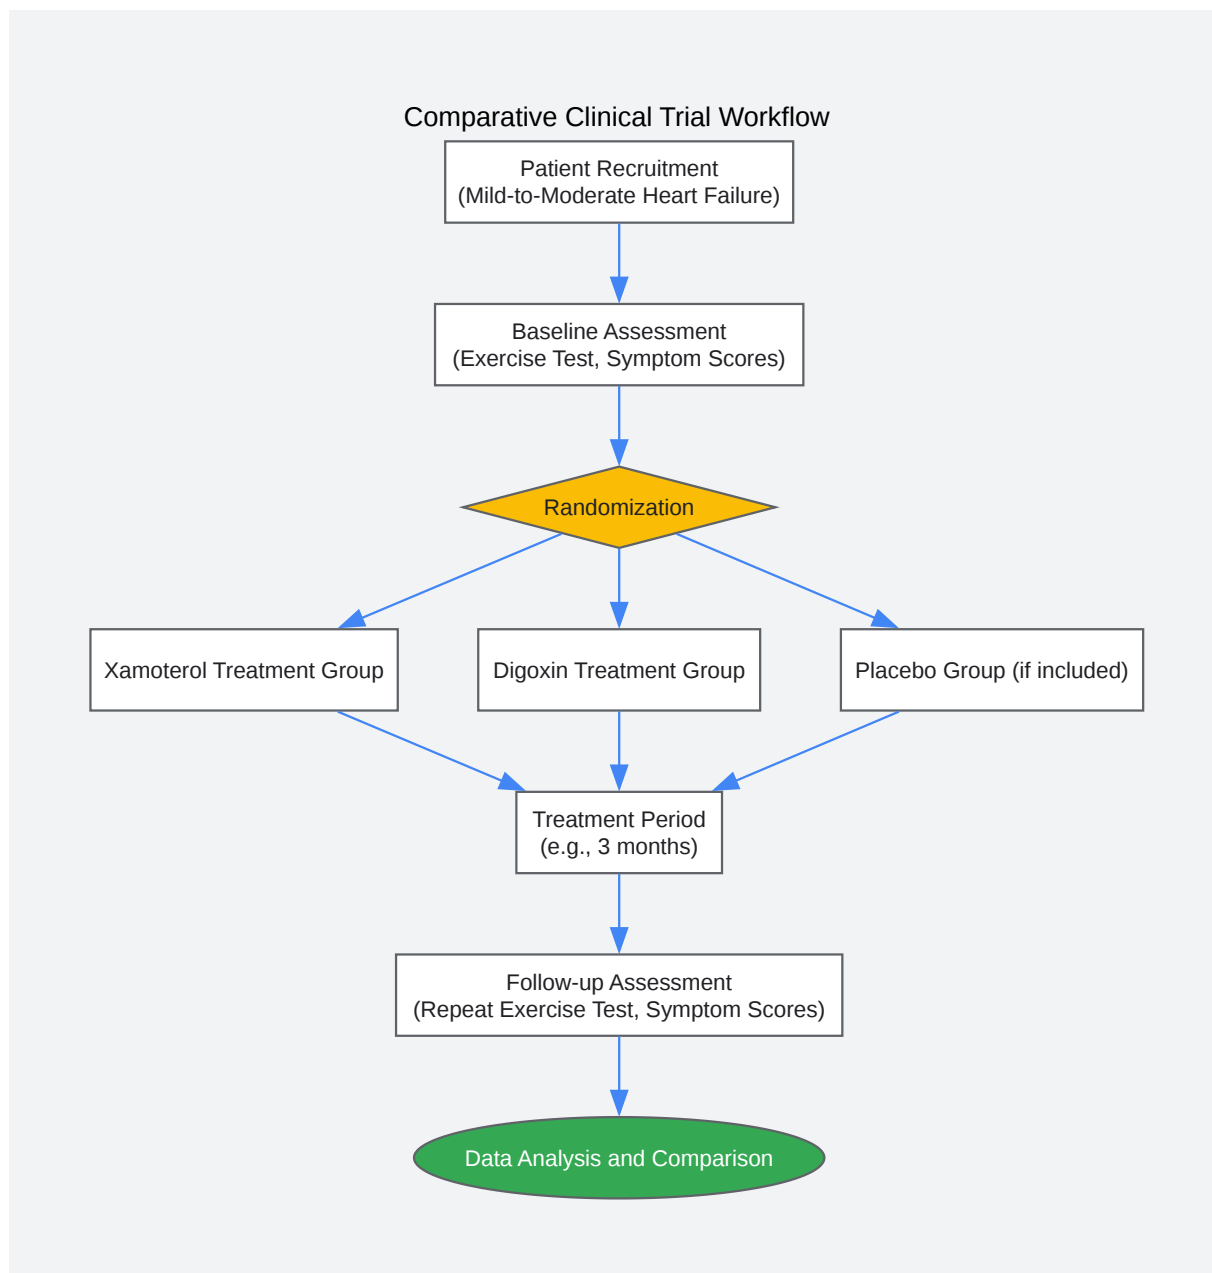 Comparative Clinical Trial Workflow
Patient Recruitment
(Mild-to-Moderate Heart Failure)
Baseline Assessment
(Exercise Test, Symptom Scores)
Randomization
Xamoterol Treatment Group
Digoxin Treatment Group
Placebo Group (if included)
Treatment Period
(e.g., 3 months)
Follow-up Assessment
(Repeat Exercise Test, Symptom Scores)
Data Analysis and Comparison